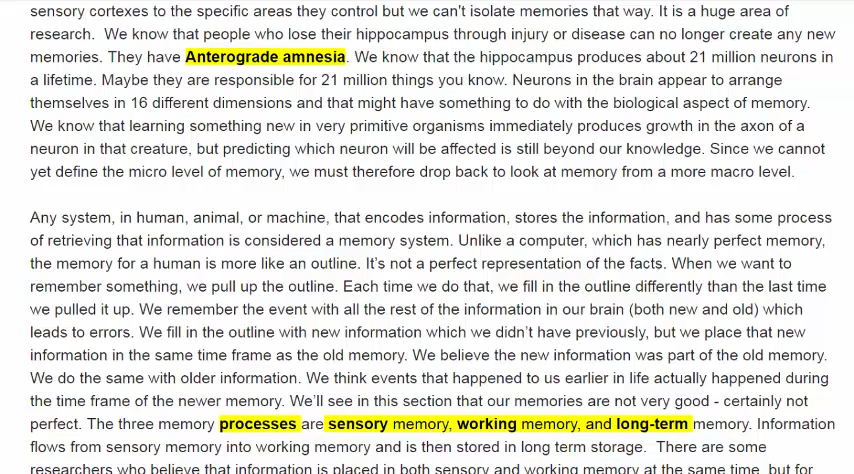 sensory cortexes to the specific areas they control but we can't isolate memories that way. It is a huge area of
research.  We know that people who lose their hippocampus through injury or disease can no longer create any new
memories. They have Anterograde amnesia. We know that the hippocampus produces about 21 million neurons in
a lifetime. Maybe they are responsible for 21 million things you know. Neurons in the brain appear to arrange
themselves in 16 different dimensions and that might have something to do with the biological aspect of memory.
We know that learning something new in very primitive organisms immediately produces growth in the axon of a
neuron in that creature, but predicting which neuron will be affected is still beyond our knowledge. Since we cannot
yet define the micro level of memory, we must therefore drop back to look at memory from a more macro level.
Any system, in human, animal, or machine, that encodes information, stores the information, and has some process
of retrieving that information is considered a memory system. Unlike a computer, which has nearly perfect memory,
the memory for a human is more like an outline. It’s not a perfect representation of the facts. When we want to
remember something, we pull up the outline. Each time we do that, we fill in the outline differently than the last time
we pulled it up. We remember the event with all the rest of the information in our brain (both new and old) which
leads to errors. We fill in the outline with new information which we didn’t have previously, but we place that new
information in the same time frame as the old memory. We believe the new information was part of the old memory.
We do the same with older information. We think events that happened to us earlier in life actually happened during
the time frame of the newer memory. We’ll see in this section that our memories are not very good - certainly not
perfect. The three memory processes are sensory memory, working memory, and long-term memory. Information
flows from sensory memory into working memory and is then stored in long term storage.  There are some
researchers who believe that information is placed in both sensory and working memory at the same time, but for